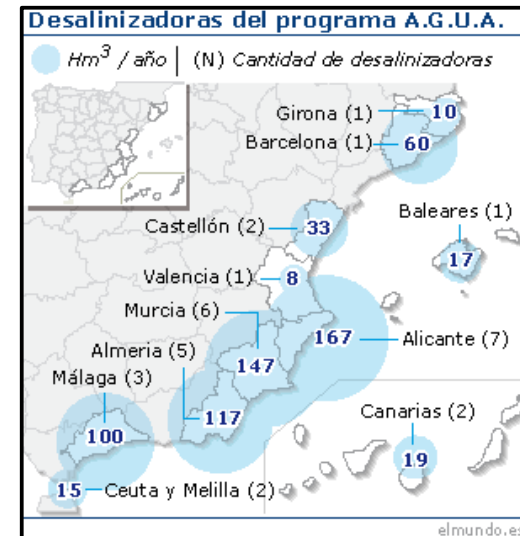 Desalinizadoras del programa A.G.U.A.
Hm³ / año | (N) Cantidad de desalinizadoras
Girona (1) 10
Barcelona (1) 60
Baleares (1)
17
Castellón (2) 33
Valencia (1) 8
Murcia (6)
147
167 Alicante (7)
Almeria (5)
117
Málaga (3)
100
Canarias (2)
19
15 Ceuta y Melilla (2)
elmundo.es